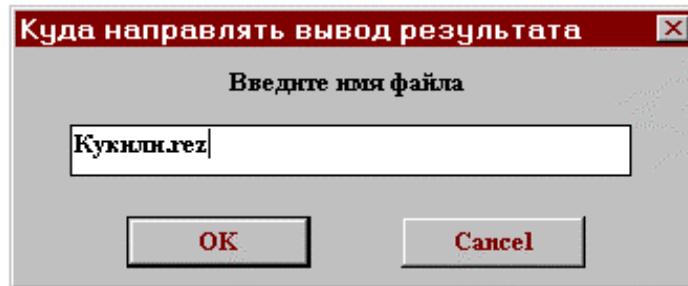 Куда направлять вывод результата
Введите имя файла
Кукили.rez
OK
Cancel